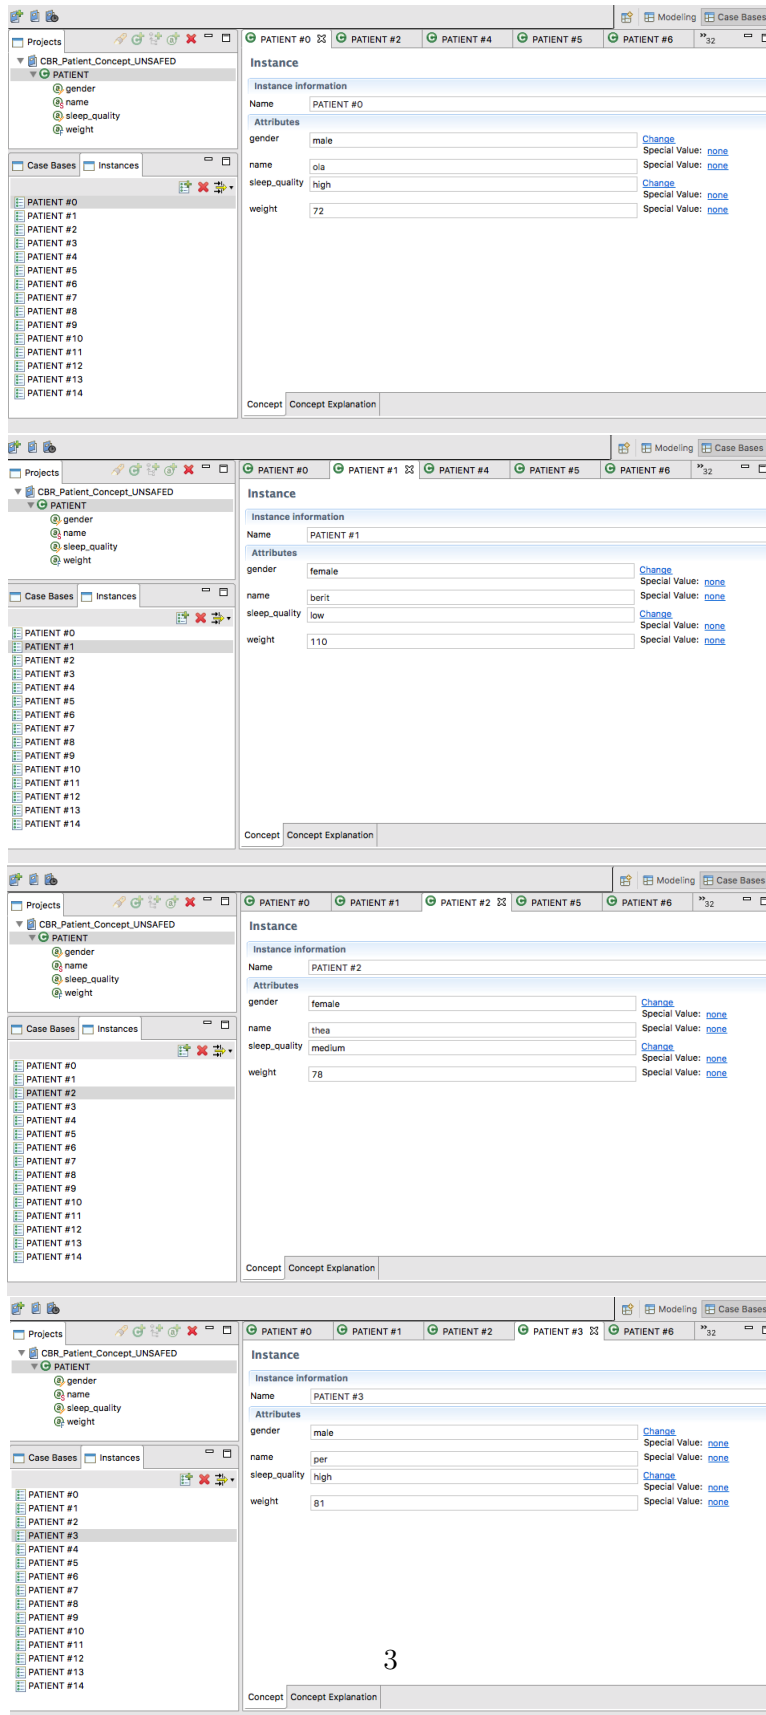 Modeling Case Bases
Projects
CBR_Patient_Concept_UNSAFED
PATIENT
gender
name
sleep_quality
weight
Case Bases Instances
PATIENT #0
PATIENT #1
PATIENT #2
PATIENT #3
PATIENT #4
PATIENT #5
PATIENT #6
PATIENT #7
PATIENT #8
PATIENT #9
PATIENT #10
PATIENT #11
PATIENT #12
PATIENT #13
PATIENT #14
PATIENT #0 PATIENT #2 PATIENT #4 PATIENT #5 PATIENT #6 »32
Instance
Instance information
Name PATIENT #0
Attributes
gender male Change
Special Value: none
name ola Special Value: none
sleep_quality high Change
Special Value: none
weight 72 Special Value: none
Concept Concept Explanation
Modeling Case Bases
Projects
CBR_Patient_Concept_UNSAFED
PATIENT
gender
name
sleep_quality
weight
Case Bases Instances
PATIENT #0
PATIENT #1
PATIENT #2
PATIENT #3
PATIENT #4
PATIENT #5
PATIENT #6
PATIENT #7
PATIENT #8
PATIENT #9
PATIENT #10
PATIENT #11
PATIENT #12
PATIENT #13
PATIENT #14
PATIENT #0 PATIENT #1 PATIENT #4 PATIENT #5 PATIENT #6 »32
Instance
Instance information
Name PATIENT #1
Attributes
gender female Change
Special Value: none
name berit Special Value: none
sleep_quality low Change
Special Value: none
weight 110 Special Value: none
Concept Concept Explanation
Modeling Case Bases
Projects
CBR_Patient_Concept_UNSAFED
PATIENT
gender
name
sleep_quality
weight
Case Bases Instances
PATIENT #0
PATIENT #1
PATIENT #2
PATIENT #3
PATIENT #4
PATIENT #5
PATIENT #6
PATIENT #7
PATIENT #8
PATIENT #9
PATIENT #10
PATIENT #11
PATIENT #12
PATIENT #13
PATIENT #14
PATIENT #0 PATIENT #1 PATIENT #2 PATIENT #5 PATIENT #6 »32
Instance
Instance information
Name PATIENT #2
Attributes
gender female Change
Special Value: none
name thea Special Value: none
sleep_quality medium Change
Special Value: none
weight 78 Special Value: none
Concept Concept Explanation
Modeling Case Bases
Projects
CBR_Patient_Concept_UNSAFED
PATIENT
gender
name
sleep_quality
weight
Case Bases Instances
PATIENT #0
PATIENT #1
PATIENT #2
PATIENT #3
PATIENT #4
PATIENT #5
PATIENT #6
PATIENT #7
PATIENT #8
PATIENT #9
PATIENT #10
PATIENT #11
PATIENT #12
PATIENT #13
PATIENT #14
PATIENT #0 PATIENT #1 PATIENT #2 PATIENT #3 PATIENT #6 »32
Instance
Instance information
Name PATIENT #3
Attributes
gender male Change
Special Value: none
name per Special Value: none
sleep_quality high Change
Special Value: none
weight 81 Special Value: none
3
Concept Concept Explanation